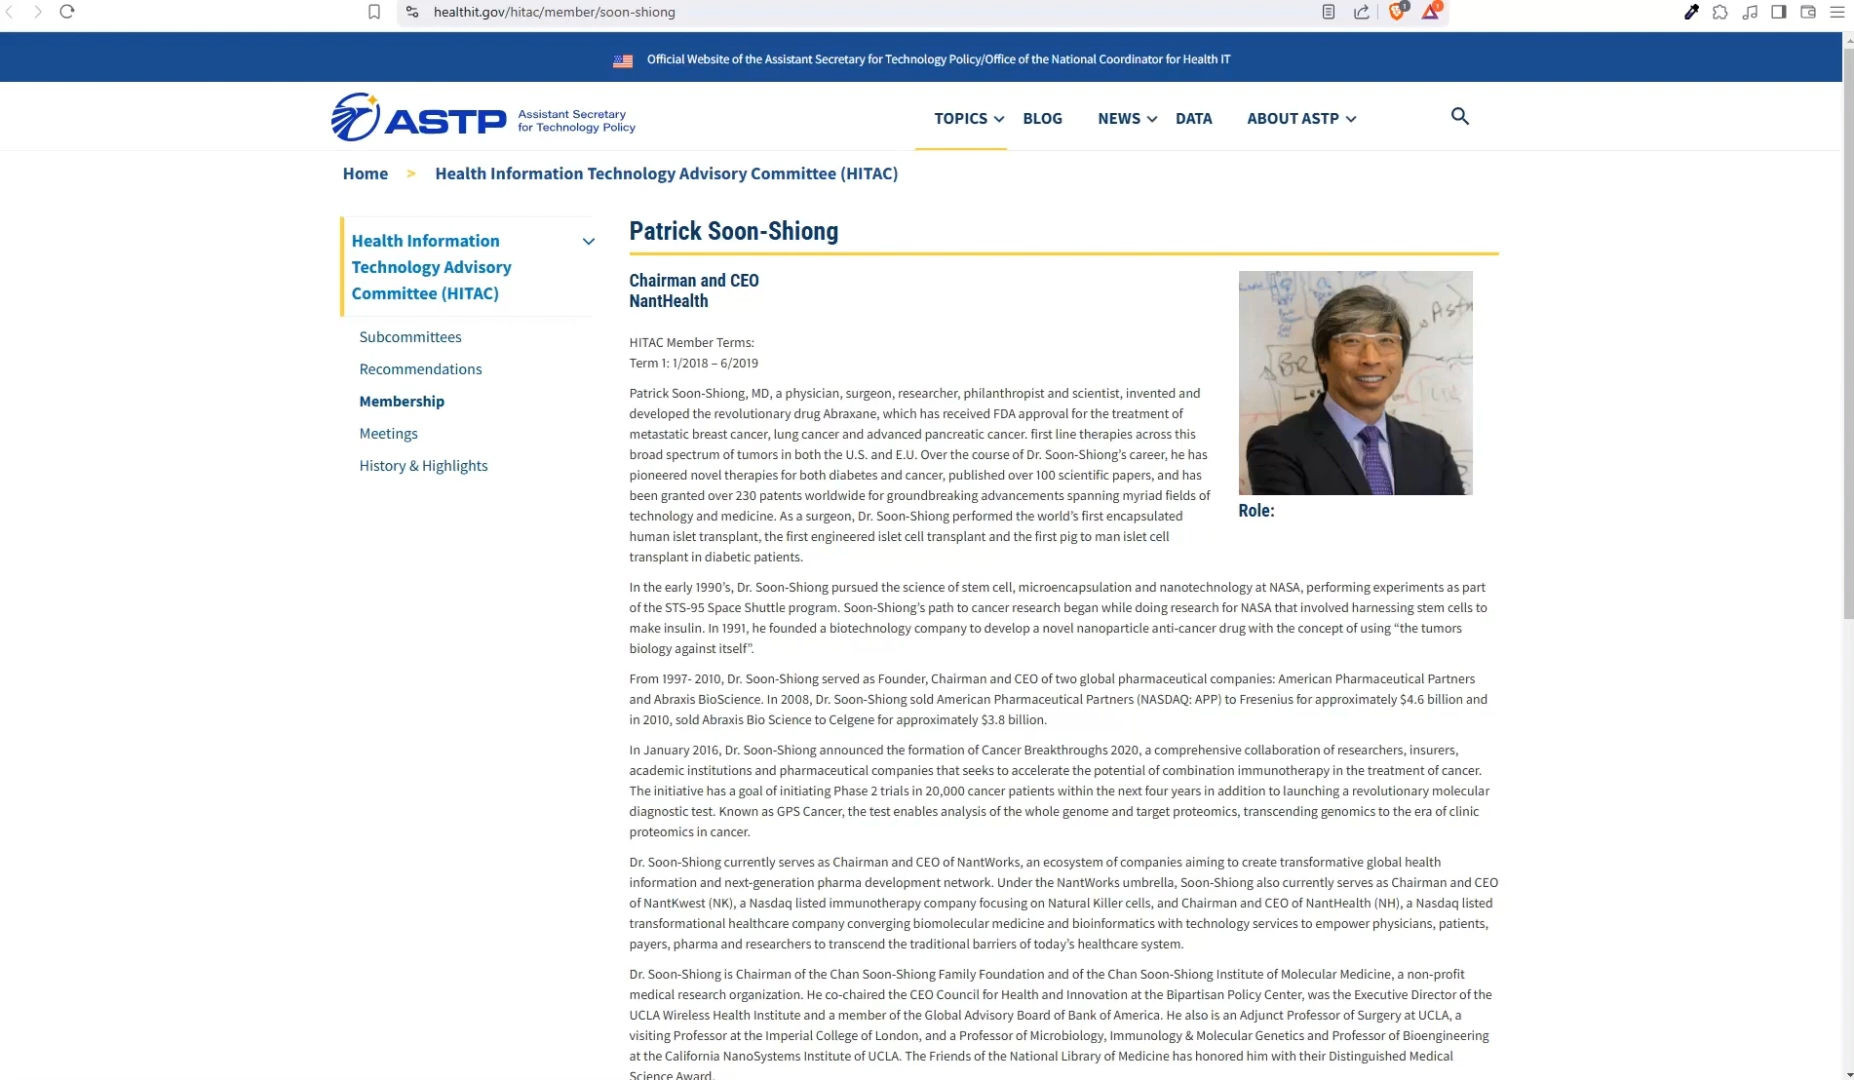 healthit.gov/hitac/member/soon-shiong
1
1
Official Website of the Assistant Secretary for Technology Policy/Office of the National Coordinator for Health IT
ASTP
Assistant Secretary
for Technology Policy
TOPICS
BLOG
NEWS
DATA
ABOUT ASTP
Home > Health Information Technology Advisory Committee (HITAC)
Health Information
Technology Advisory
Committee (HITAC)
Subcommittees
Recommendations
Membership
Meetings
History & Highlights
Patrick Soon-Shiong
Chairman and CEO
NantHealth
HITAC Member Terms:
Term 1: 1/2018 – 6/2019
Patrick Soon-Shiong, MD, a physician, surgeon, researcher, philanthropist and scientist, invented and
developed the revolutionary drug Abraxane, which has received FDA approval for the treatment of
metastatic breast cancer, lung cancer and advanced pancreatic cancer. first line therapies across this
broad spectrum of tumors in both the U.S. and E.U. Over the course of Dr. Soon-Shiong’s career, he has
pioneered novel therapies for both diabetes and cancer, published over 100 scientific papers, and has
been granted over 230 patents worldwide for groundbreaking advancements spanning myriad fields of
technology and medicine. As a surgeon, Dr. Soon-Shiong performed the world’s first encapsulated
human islet transplant, the first engineered islet cell transplant and the first pig to man islet cell
transplant in diabetic patients.
Role:
In the early 1990’s, Dr. Soon-Shiong pursued the science of stem cell, microencapsulation and nanotechnology at NASA, performing experiments as part
of the STS-95 Space Shuttle program. Soon-Shiong’s path to cancer research began while doing research for NASA that involved harnessing stem cells to
make insulin. In 1991, he founded a biotechnology company to develop a novel nanoparticle anti-cancer drug with the concept of using “the tumors
biology against itself”.
From 1997- 2010, Dr. Soon-Shiong served as Founder, Chairman and CEO of two global pharmaceutical companies: American Pharmaceutical Partners
and Abraxis BioScience. In 2008, Dr. Soon-Shiong sold American Pharmaceutical Partners (NASDAQ: APP) to Fresenius for approximately $4.6 billion and
in 2010, sold Abraxis Bio Science to Celgene for approximately $3.8 billion.
In January 2016, Dr. Soon-Shiong announced the formation of Cancer Breakthroughs 2020, a comprehensive collaboration of researchers, insurers,
academic institutions and pharmaceutical companies that seeks to accelerate the potential of combination immunotherapy in the treatment of cancer.
The initiative has a goal of initiating Phase 2 trials in 20,000 cancer patients within the next four years in addition to launching a revolutionary molecular
diagnostic test. Known as GPS Cancer, the test enables analysis of the whole genome and target proteomics, transcending genomics to the era of clinic
proteomics in cancer.
Dr. Soon-Shiong currently serves as Chairman and CEO of NantWorks, an ecosystem of companies aiming to create transformative global health
information and next-generation pharma development network. Under the NantWorks umbrella, Soon-Shiong also currently serves as Chairman and CEO
of NantKwest (NK), a Nasdaq listed immunotherapy company focusing on Natural Killer cells, and Chairman and CEO of NantHealth (NH), a Nasdaq listed
transformational healthcare company converging biomolecular medicine and bioinformatics with technology services to empower physicians, patients,
payers, pharma and researchers to transcend the traditional barriers of today’s healthcare system.
Dr. Soon-Shiong is Chairman of the Chan Soon-Shiong Family Foundation and of the Chan Soon-Shiong Institute of Molecular Medicine, a non-profit
medical research organization. He co-chaired the CEO Council for Health and Innovation at the Bipartisan Policy Center, was the Executive Director of the
UCLA Wireless Health Institute and a member of the Global Advisory Board of Bank of America. He also is an Adjunct Professor of Surgery at UCLA, a
visiting Professor at the Imperial College of London, and a Professor of Microbiology, Immunology & Molecular Genetics and Professor of Bioengineering
at the California NanoSystems Institute of UCLA. The Friends of the National Library of Medicine has honored him with their Distinguished Medical
Science Award.